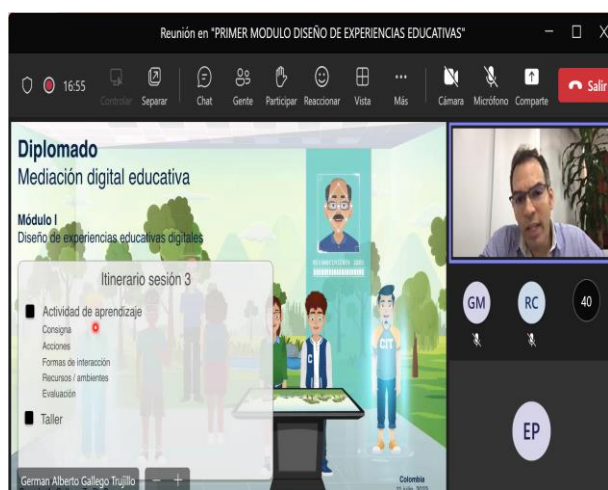 Reunión en "PRIMER MODULO DISEÑO DE EXPERIENCIAS EDUCATIVAS"
16:55
Controlar
Separar
Chat
Gente
Participar
Reaccionar
Vista
Más
Cámara
Micrófono
Comparte
Salir
Diplomado
Mediación digital educativa
Módulo I
Diseño de experiencias educativas digitales
Itinerario sesión 3
Actividad de aprendizaje
Consigna
Acciones
Formas de interacción
Recursos / ambientes
Evaluación
Taller
C
CIT
German Alberto Gallego Trujillo
Colombia
GM
RC
40
EP